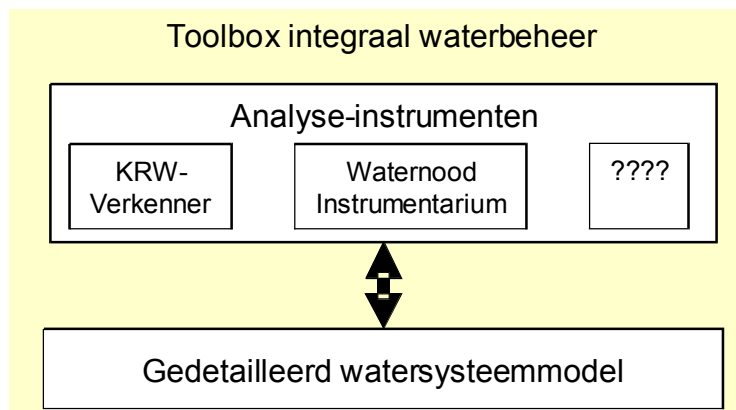 Toolbox integraal waterbeheer
Analyse-instrumenten
KRW-
Verkenner
Waternood
Instrumentarium
????
Gedetailleerd watersysteemmodel